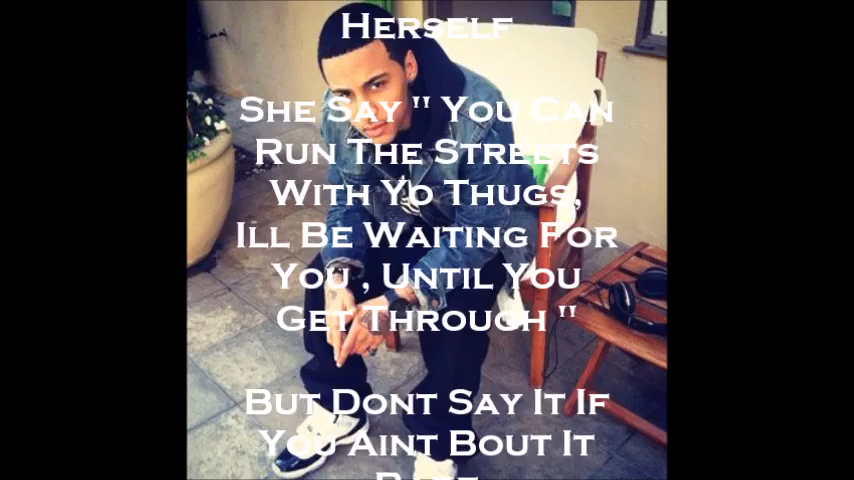 Herself
She Say " You Can
Run The Streets
With Yo Thugs,
Ill Be Waiting For
You , Until You
Get Through "
But Dont Say It If
You Aint Bout It